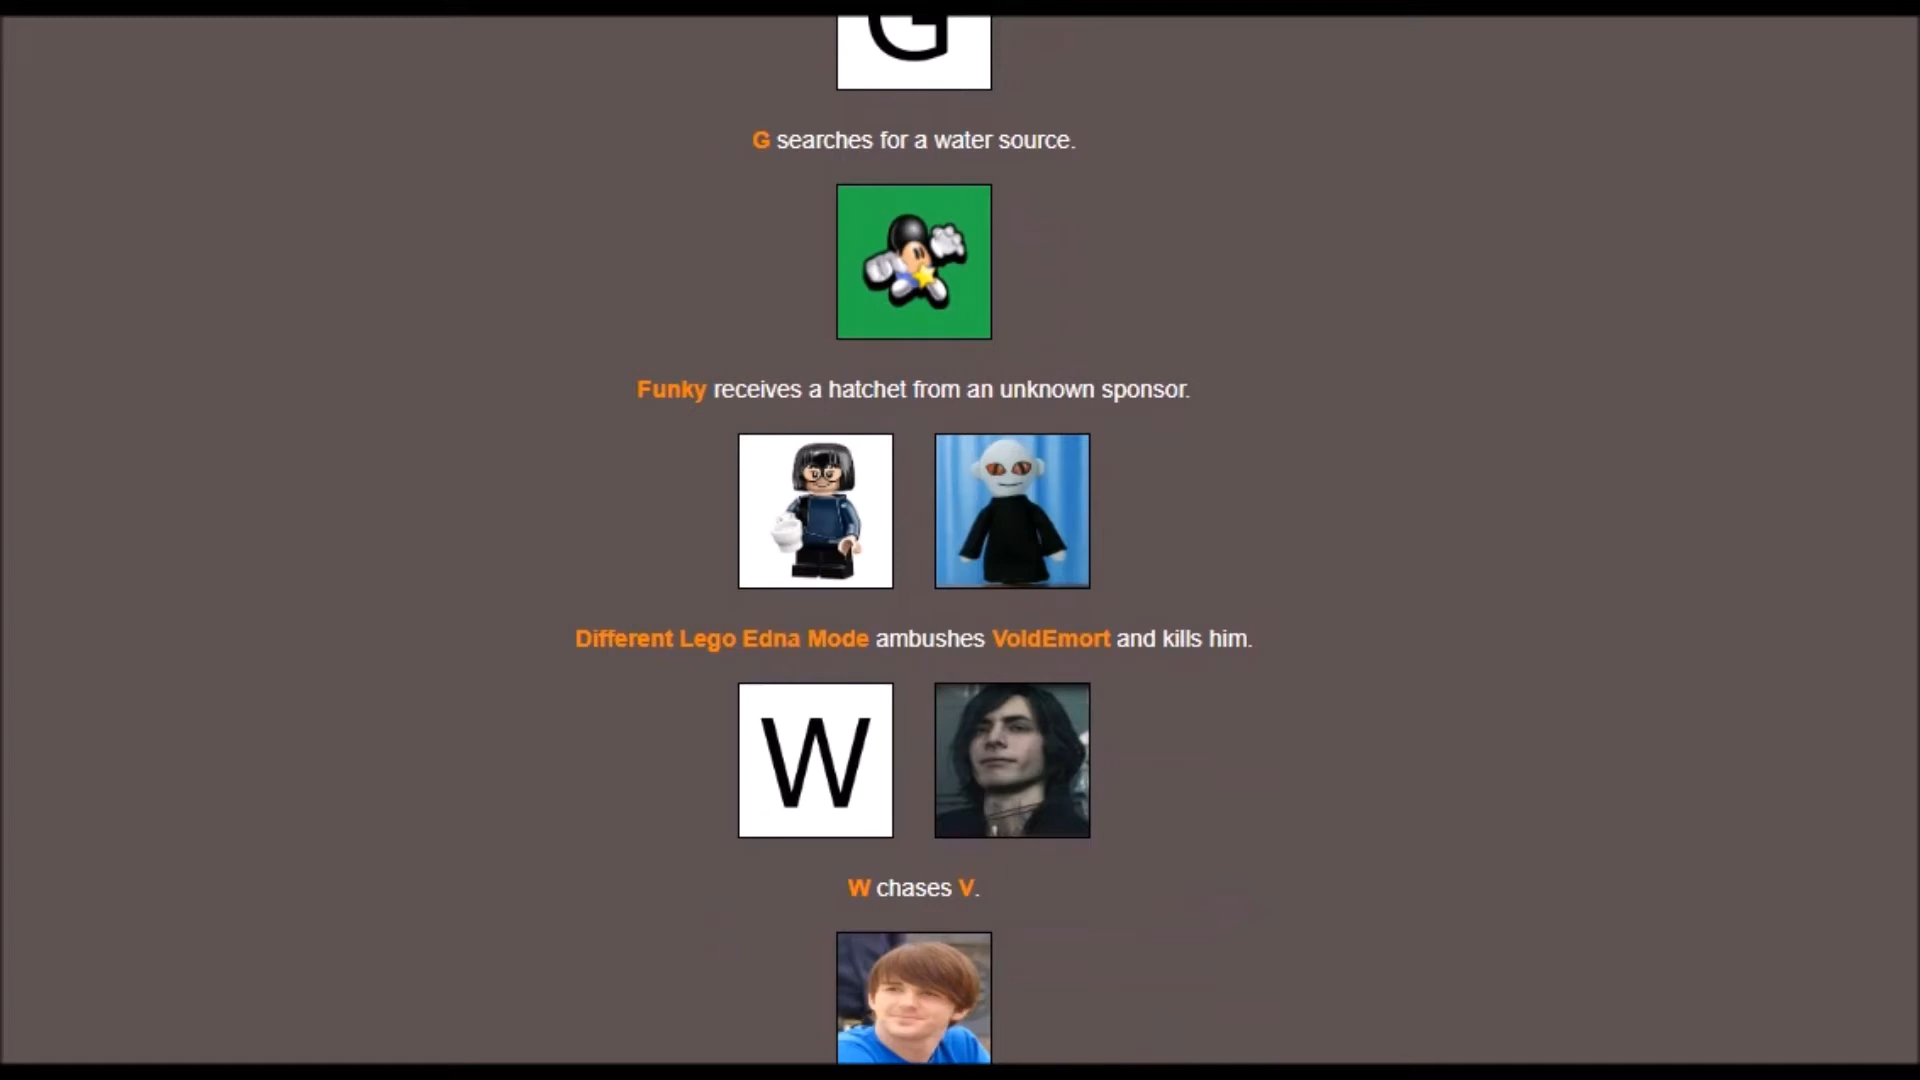 G
G searches for a water source.
Funky receives a hatchet from an unknown sponsor.
Different Lego Edna Mode ambushes VoldEmort and kills him.
W
W chases V.